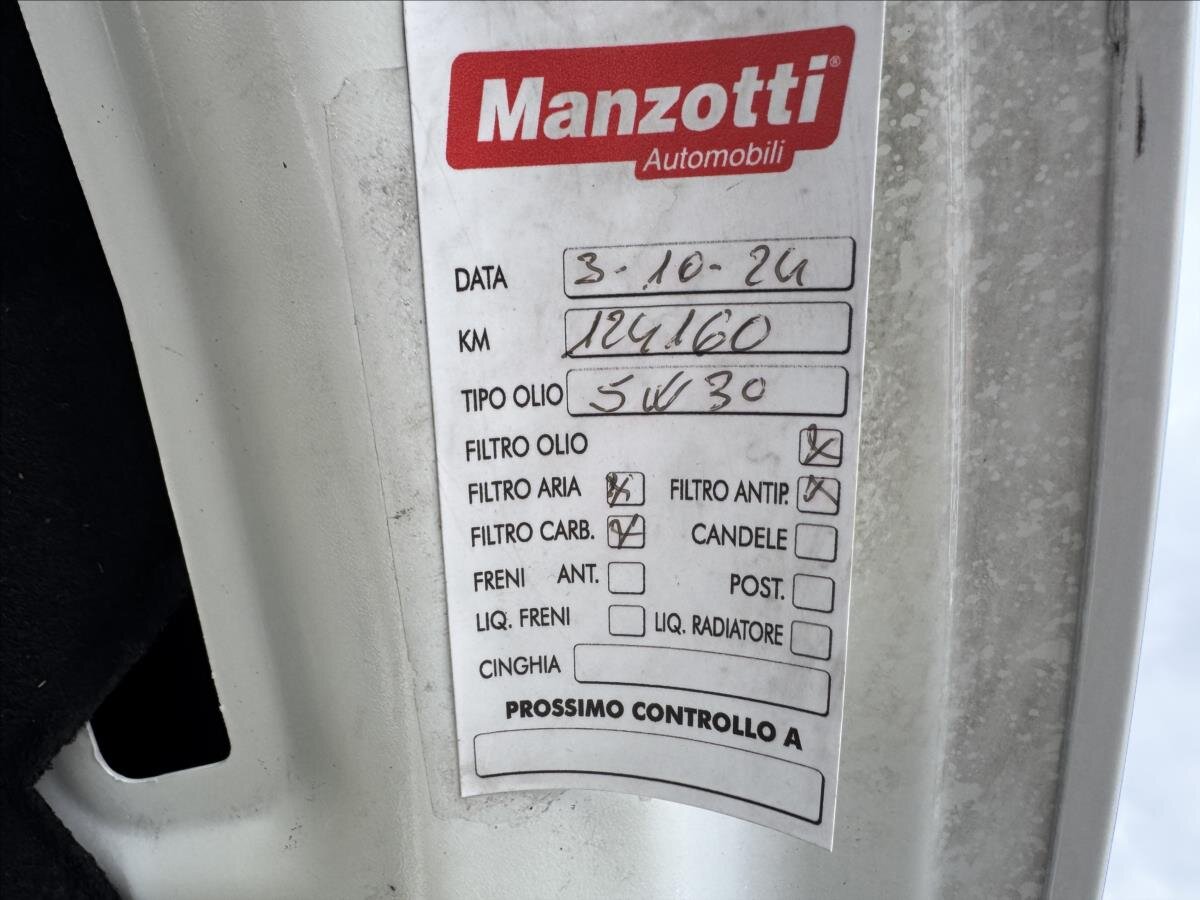 Manzotti®
Automobili
DATA 3-10-24
KM 124160
TIPO OLIO 5W30
FILTRO OLIO X
FILTRO ARIA X FILTRO ANTIP. X
FILTRO CARB. X CANDELE
FRENI ANT. POST.
LIQ. FRENI LIQ. RADIATORE
CINGHIA
PROSSIMO CONTROLLO A